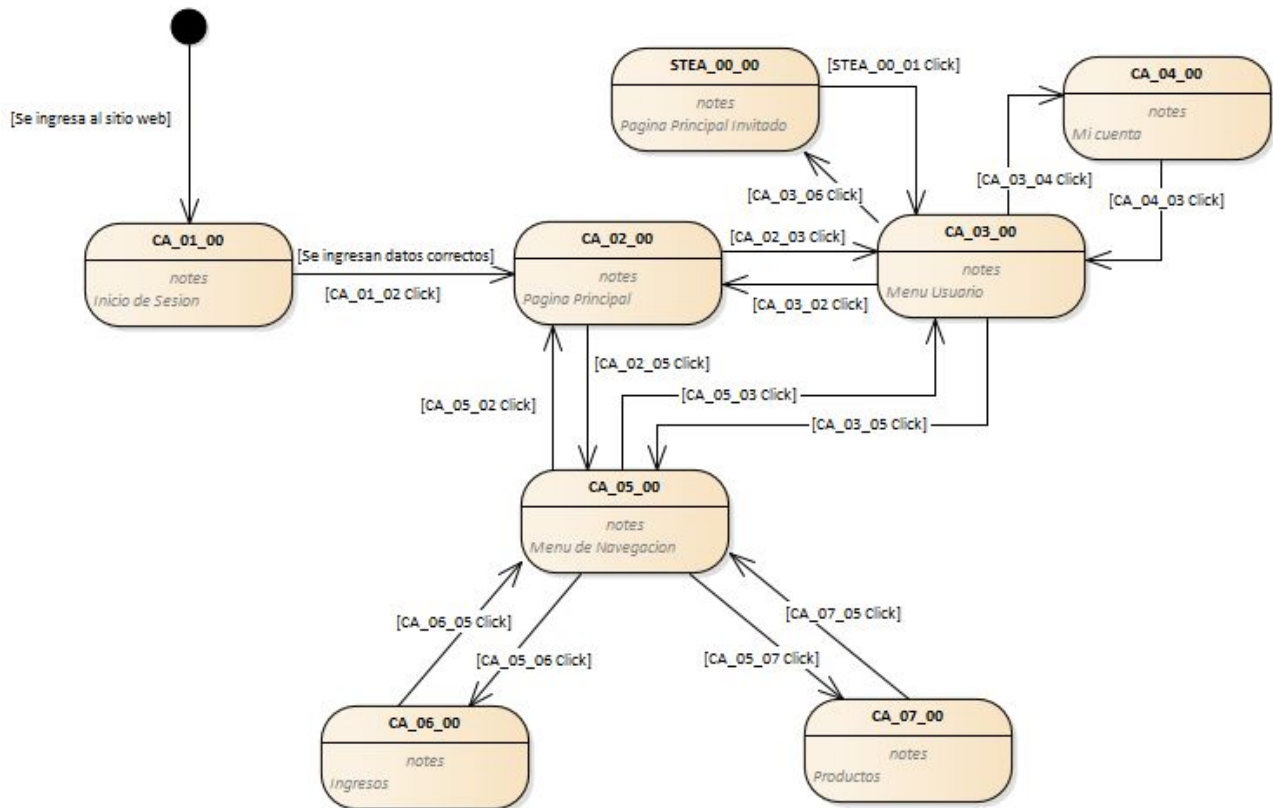 STEA_00_00
notes
Pagina Principal Invitado
[STEA_00_01 Click]
CA_04_00
notes
Mi cuenta
[Se ingresa al sitio web]
[CA_03_04 Click]
[CA_03_06 Click]
[CA_04_03 Click]
CA_01_00
notes
Inicio de Sesion
[Se ingresan datos correctos]
[CA_01_02 Click]
CA_02_00
notes
Pagina Principal
[CA_02_03 Click]
[CA_03_02 Click]
CA_03_00
notes
Menu Usuario
[CA_02_05 Click]
[CA_05_02 Click]
[CA_05_03 Click]
[CA_03_05 Click]
CA_05_00
notes
Menu de Navegacion
[CA_06_05 Click]
[CA_05_06 Click]
[CA_05_07 Click]
[CA_07_05 Click]
CA_06_00
notes
Ingresos
CA_07_00
notes
Productos